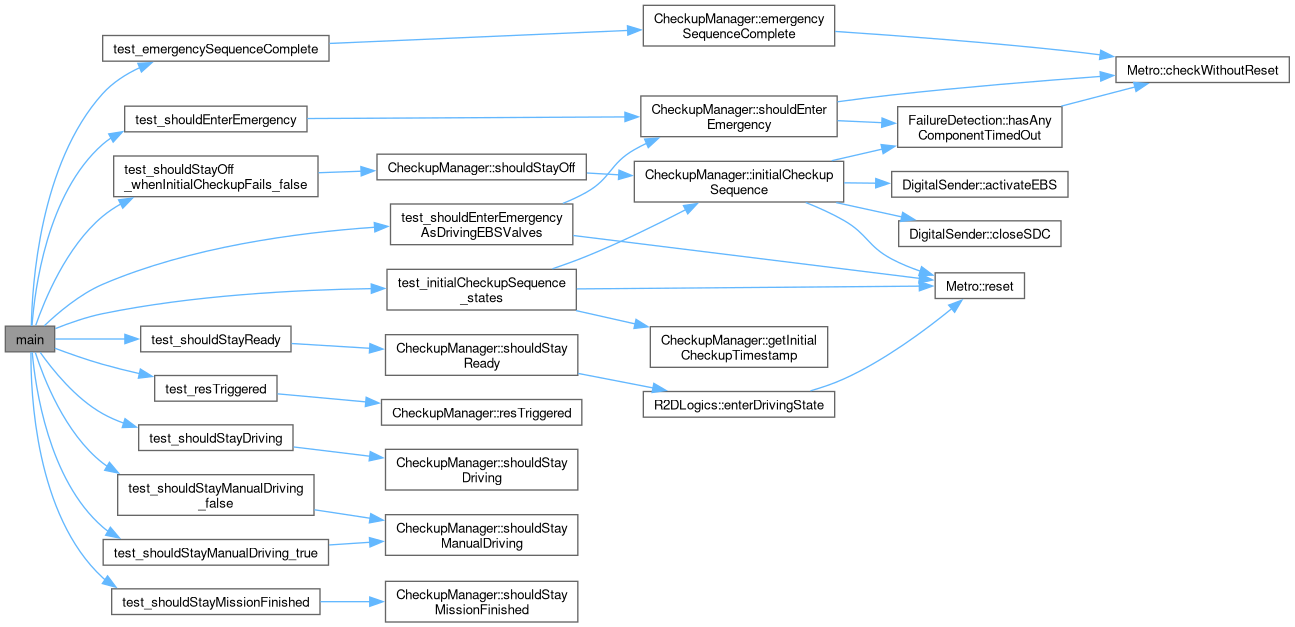 main
test_emergencySequenceComplete
CheckupManager::emergency
SequenceComplete
Metro::checkWithoutReset
test_shouldEnterEmergency
CheckupManager::shouldEnter
Emergency
FailureDetection::hasAny
ComponentTimedOut
test_shouldStayOff
_whenInitialCheckupFails_false
CheckupManager::shouldStayOff
CheckupManager::initialCheckup
Sequence
DigitalSender::activateEBS
DigitalSender::closeSDC
test_shouldEnterEmergency
AsDrivingEBSValves
Metro::reset
test_initialCheckupSequence
_states
CheckupManager::getInitial
CheckupTimestamp
test_shouldStayReady
CheckupManager::shouldStay
Ready
R2DLogics::enterDrivingState
test_resTriggered
CheckupManager::resTriggered
test_shouldStayDriving
CheckupManager::shouldStay
Driving
test_shouldStayManualDriving
_false
CheckupManager::shouldStay
ManualDriving
test_shouldStayManualDriving_true
test_shouldStayMissionFinished
CheckupManager::shouldStay
MissionFinished